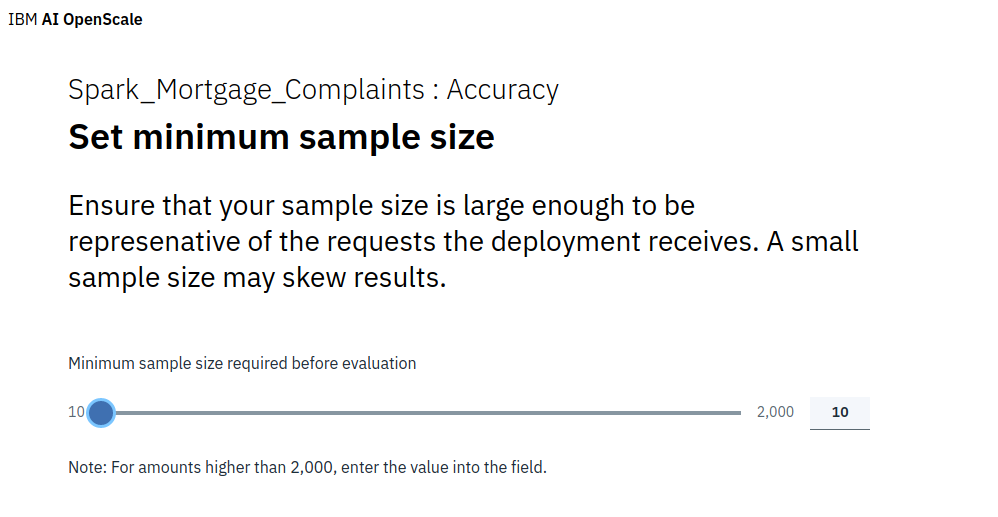 IBM AI OpenScale
Spark_Mortgage_Complaints : Accuracy
Set minimum sample size
Ensure that your sample size is large enough to be
represenative of the requests the deployment receives. A small
sample size may skew results.
Minimum sample size required before evaluation
10 2,000 10
Note: For amounts higher than 2,000, enter the value into the field.